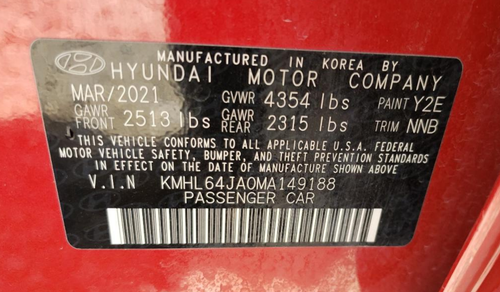 MANUFACTURED IN KOREA BY
HYUNDAI MOTOR COMPANY
MAR/2021 GVWR 4354 lbs PAINT Y2E
GAWR FRONT 2513 lbs GAWR REAR 2315 lbs TRIM NNB
THIS VEHICLE CONFORMS TO ALL APPLICABLE U.S.A. FEDERAL
MOTOR VEHICLE SAFETY, BUMPER, AND THEFT PREVENTION STANDARDS
IN EFFECT ON THE DATE OF MANUFACTURE SHOWN ABOVE
V.I.N KMHL64JA0MA149188
PASSENGER CAR